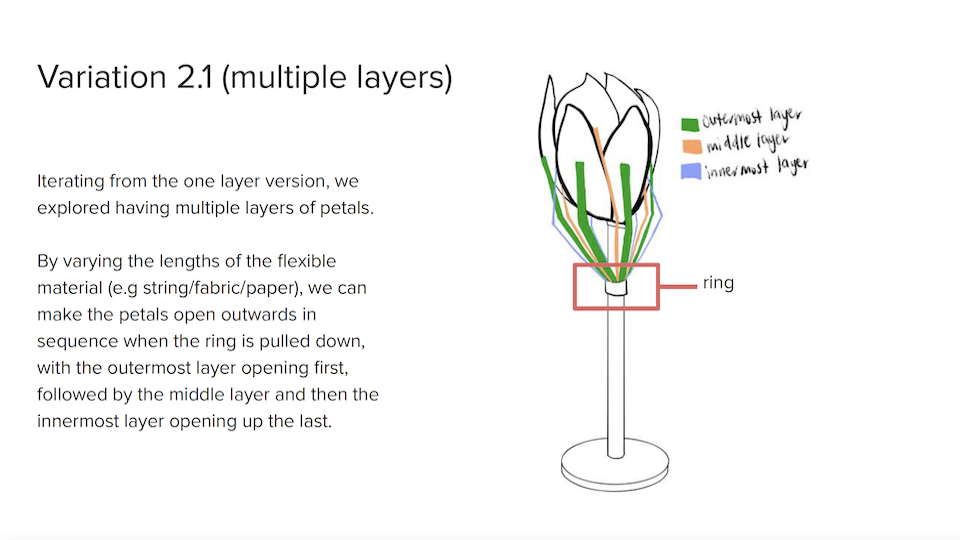 Variation 2.1 (multiple layers)
Iterating from the one layer version, we
explored having multiple layers of petals.
By varying the lengths of the flexible
material (e.g string/fabric/paper), we can
make the petals open outwards in
sequence when the ring is pulled down,
with the outermost layer opening first,
followed by the middle layer and then the
innermost layer opening up the last.
outermost layer
middle layer
innermost layer
ring